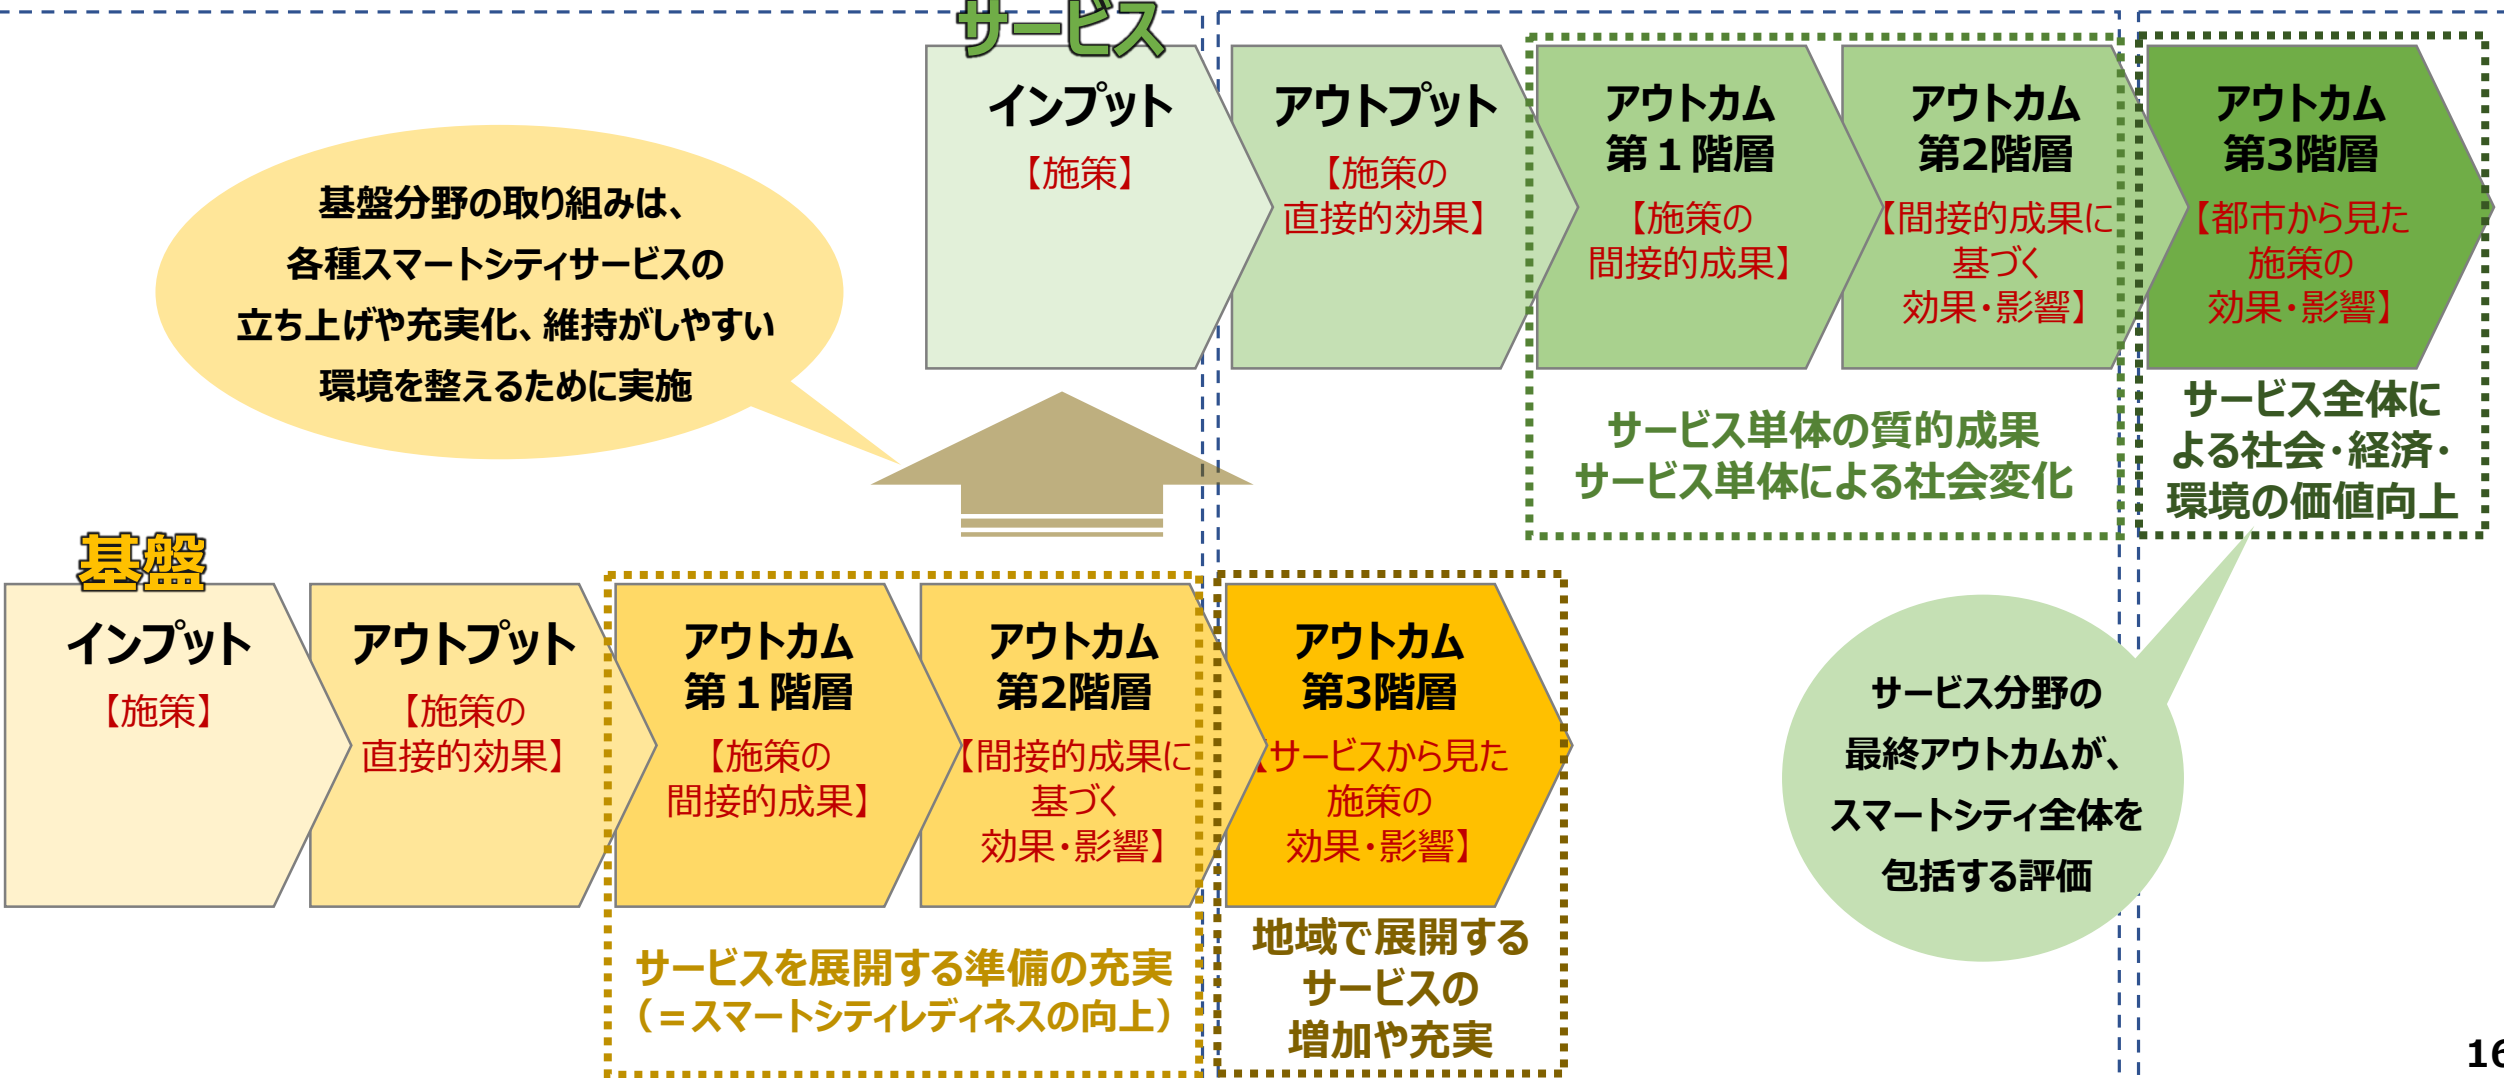 サービス
インプット
【施策】
アウトプット
【施策の
直接的効果】
アウトカム
第１階層
【施策の
間接的成果】
アウトカム
第2階層
【間接的成果に
基づく
効果・影響】
アウトカム
第3階層
【都市から見た
施策の
効果・影響】
基盤分野の取り組みは、
各種スマートシティサービスの
立ち上げや充実化、維持がしやすい
環境を整えるために実施
サービス単体の質的成果
サービス単体による社会変化
サービス全体に
よる社会・経済・
環境の価値向上
基盤
インプット
【施策】
アウトプット
【施策の
直接的効果】
アウトカム
第１階層
【施策の
間接的成果】
アウトカム
第2階層
【間接的成果に
基づく
効果・影響】
アウトカム
第3階層
【サービスから見た
施策の
効果・影響】
サービスを展開する準備の充実
（＝スマートシティレディネスの向上）
地域で展開する
サービスの
増加や充実
サービス分野の
最終アウトカムが、
スマートシティ全体を
包括する評価
16